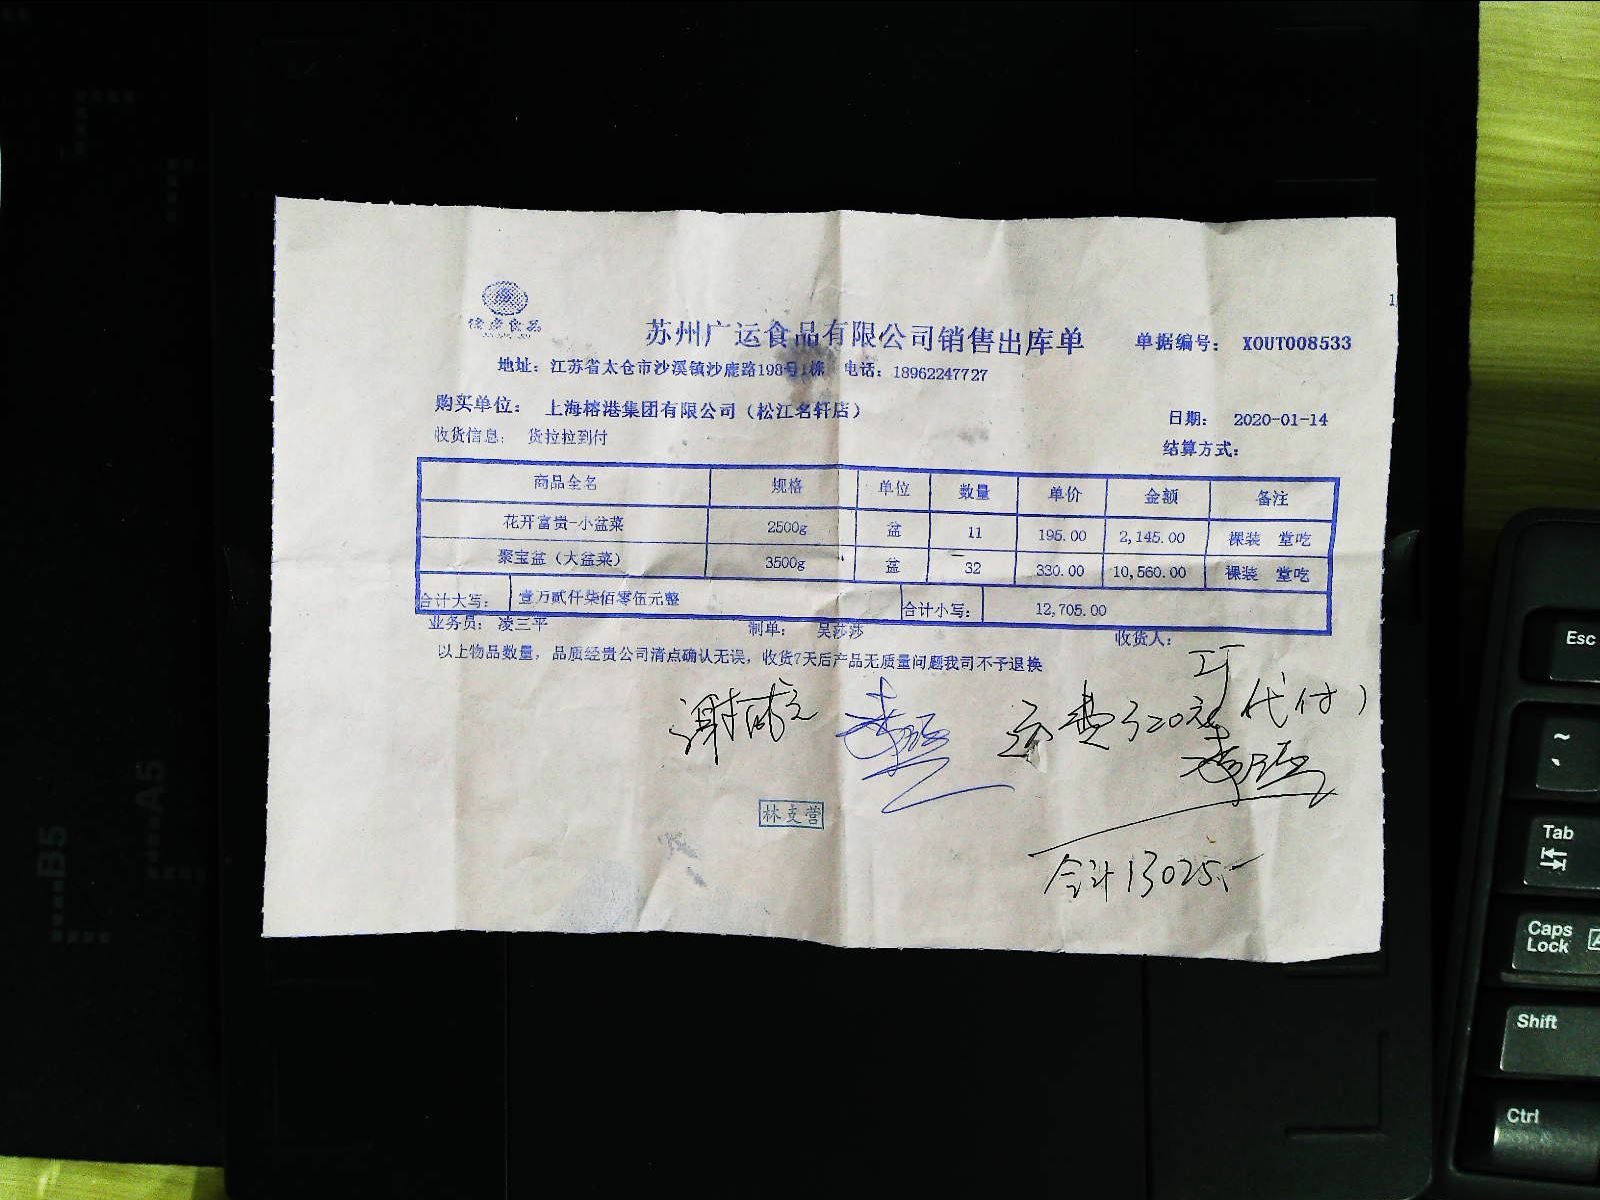 苏州广运食品有限公司销售出库单
单据编号： XOUT008533
地址：江苏省太仓市沙溪镇沙鹿路198号1栋 电话：18962247727
购买单位： 上海榕港集团有限公司（松江名轩店）
日期： 2020-01-14
收货信息： 货拉拉到付
结算方式：
商品全名 规格 单位 数量 单价 金额 备注
花开富贵-小盆菜 2500g 盆 11 195.00 2,145.00 裸装 堂吃
聚宝盆（大盆菜） 3500g 盆 32 330.00 10,560.00 裸装 堂吃
合计大写： 壹万贰仟柒佰零伍元整 合计小写： 12,705.00
业务员： 凌三平 制单： 吴莎莎 收货人：
以上物品数量，品质经贵公司清点确认无误，收货7天后产品无质量问题我司不予退换
运费320元 代付）
林支营
合计13025.-
B5
A5
Esc
~
Tab
Caps Lock
A
Shift
Ctrl